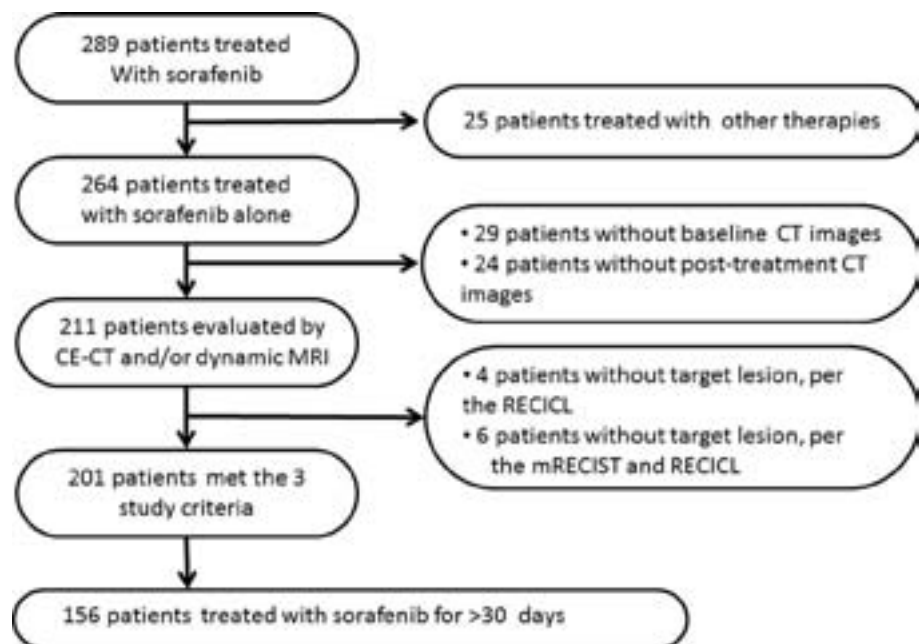 289 patients treated
With sorafenib
25 patients treated with other therapies
264 patients treated
with sorafenib alone
• 29 patients without baseline CT images
• 24 patients without post-treatment CT
images
211 patients evaluated by
CE-CT and/or dynamic MRI
• 4 patients without target lesion, per
the RECICL
• 6 patients without target lesion, per
the mRECIST and RECICL
201 patients met the 3
study criteria
156 patients treated with sorafenib for >30 days